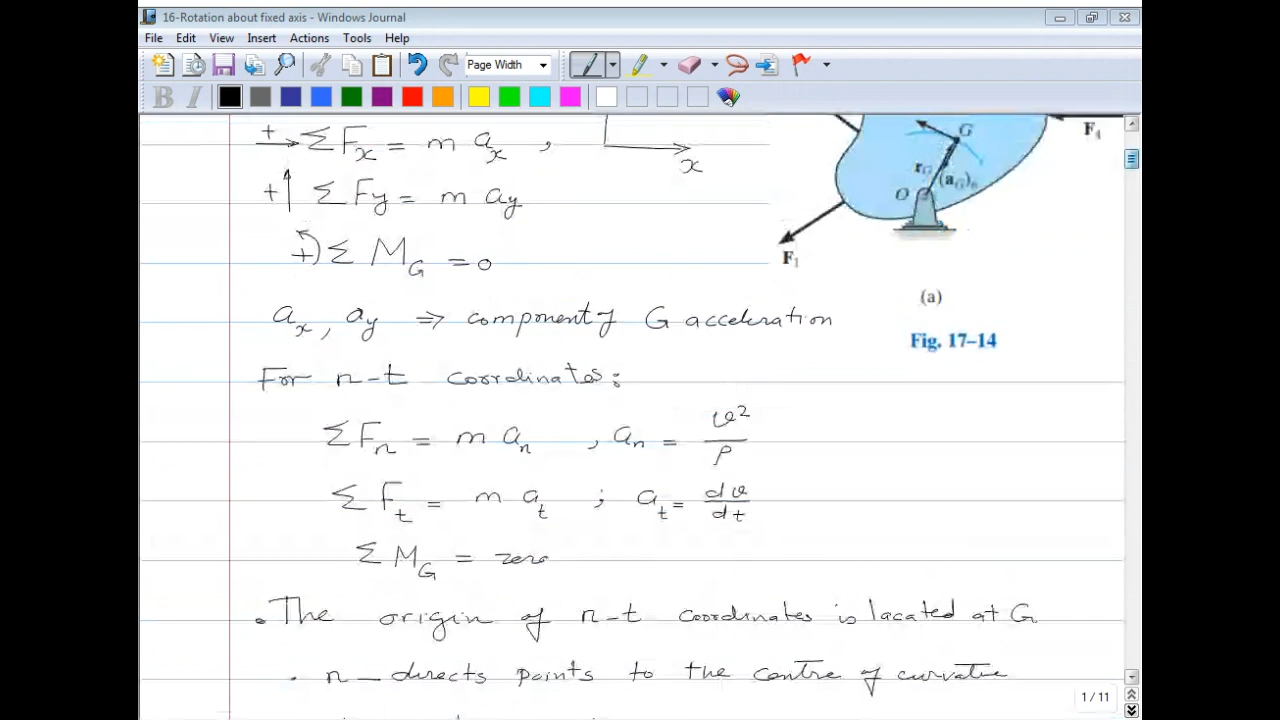 16-Rotation about fixed axis - Windows Journal
File Edit View Insert Actions Tools Help
Page Width
B I
+→ ΣFx = m ax ,
x
+↑ ΣFy = m ay
+) ΣM_G = 0
ax, ay ⇒ component of G acceleration
For n-t coordinates:
ΣFn = m an , an = v²/ρ
ΣFt = m at ; at = dv/dt
ΣM_G = zero
. The origin of n-t coordinates is lacated at G
. n — directs points to the centre of curvature
G
F4
rG
(aG)n
O
F1
(a)
Fig. 17–14
1 / 11